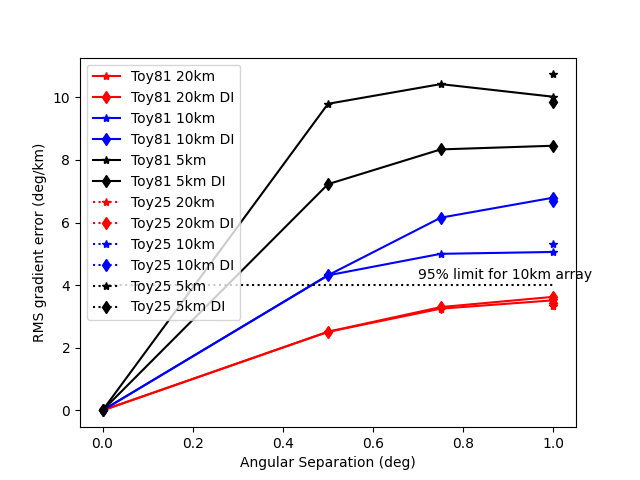 Toy81 20km
Toy81 20km DI
Toy81 10km
Toy81 10km DI
Toy81 5km
Toy81 5km DI
Toy25 20km
Toy25 20km DI
Toy25 10km
Toy25 10km DI
Toy25 5km
Toy25 5km DI
95% limit for 10km array
RMS gradient error (deg/km)
10
8
6
4
2
0
0.0 0.2 0.4 0.6 0.8 1.0
Angular Separation (deg)